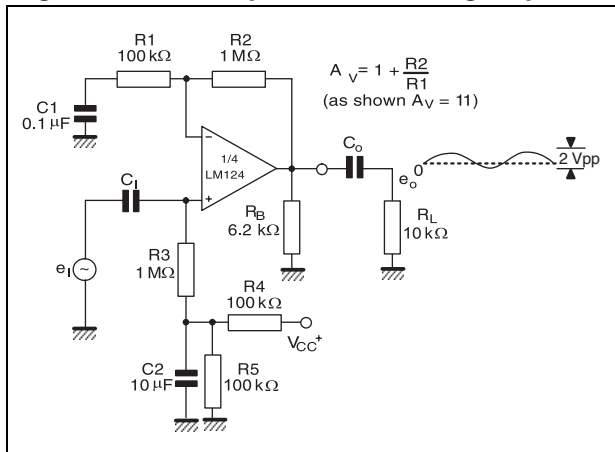 R1
100 kΩ
R2
1 MΩ
A V = 1 + R2
R1
(as shown AV = 11)
C1
0.1 µF
1/4
LM124
CI
Co
eo
0
2 Vpp
RB
6.2 kΩ
RL
10 kΩ
eI
~
R3
1 MΩ
R4
100 kΩ
VCC+
C2
10 µF
R5
100 kΩ